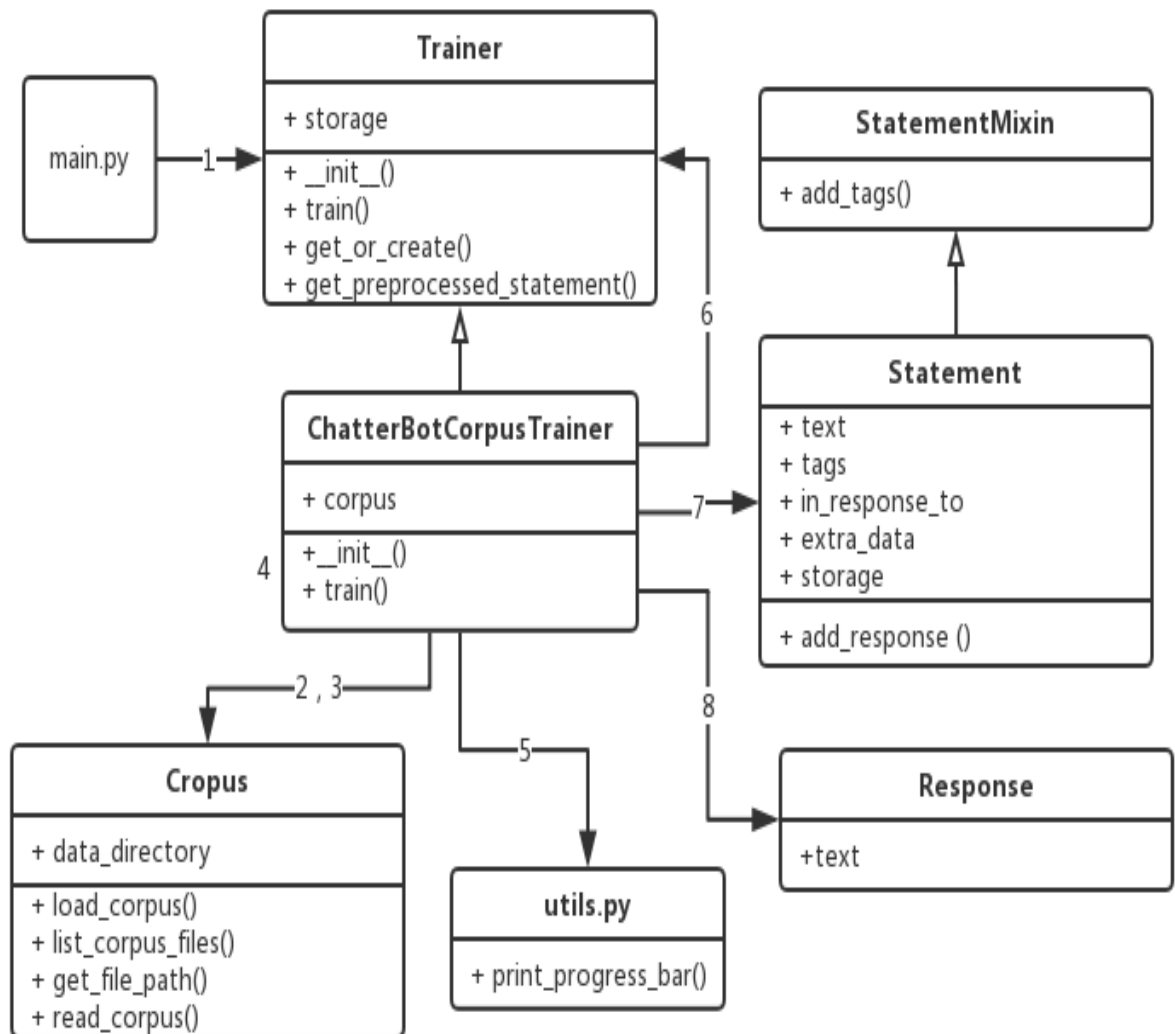 Trainer
+ storage
+ __init__()
+ train()
+ get_or_create()
+ get_preprocessed_statement()
main.py
1
StatementMixin
+ add_tags()
6
Statement
+ text
+ tags
+ in_response_to
+ extra_data
+ storage
+ add_response ()
ChatterBotCorpusTrainer
+ corpus
+__init__()
+ train()
7
4
2 , 3
5
8
Cropus
+ data_directory
+ load_corpus()
+ list_corpus_files()
+ get_file_path()
+ read_corpus()
utils.py
+ print_progress_bar()
Response
+text